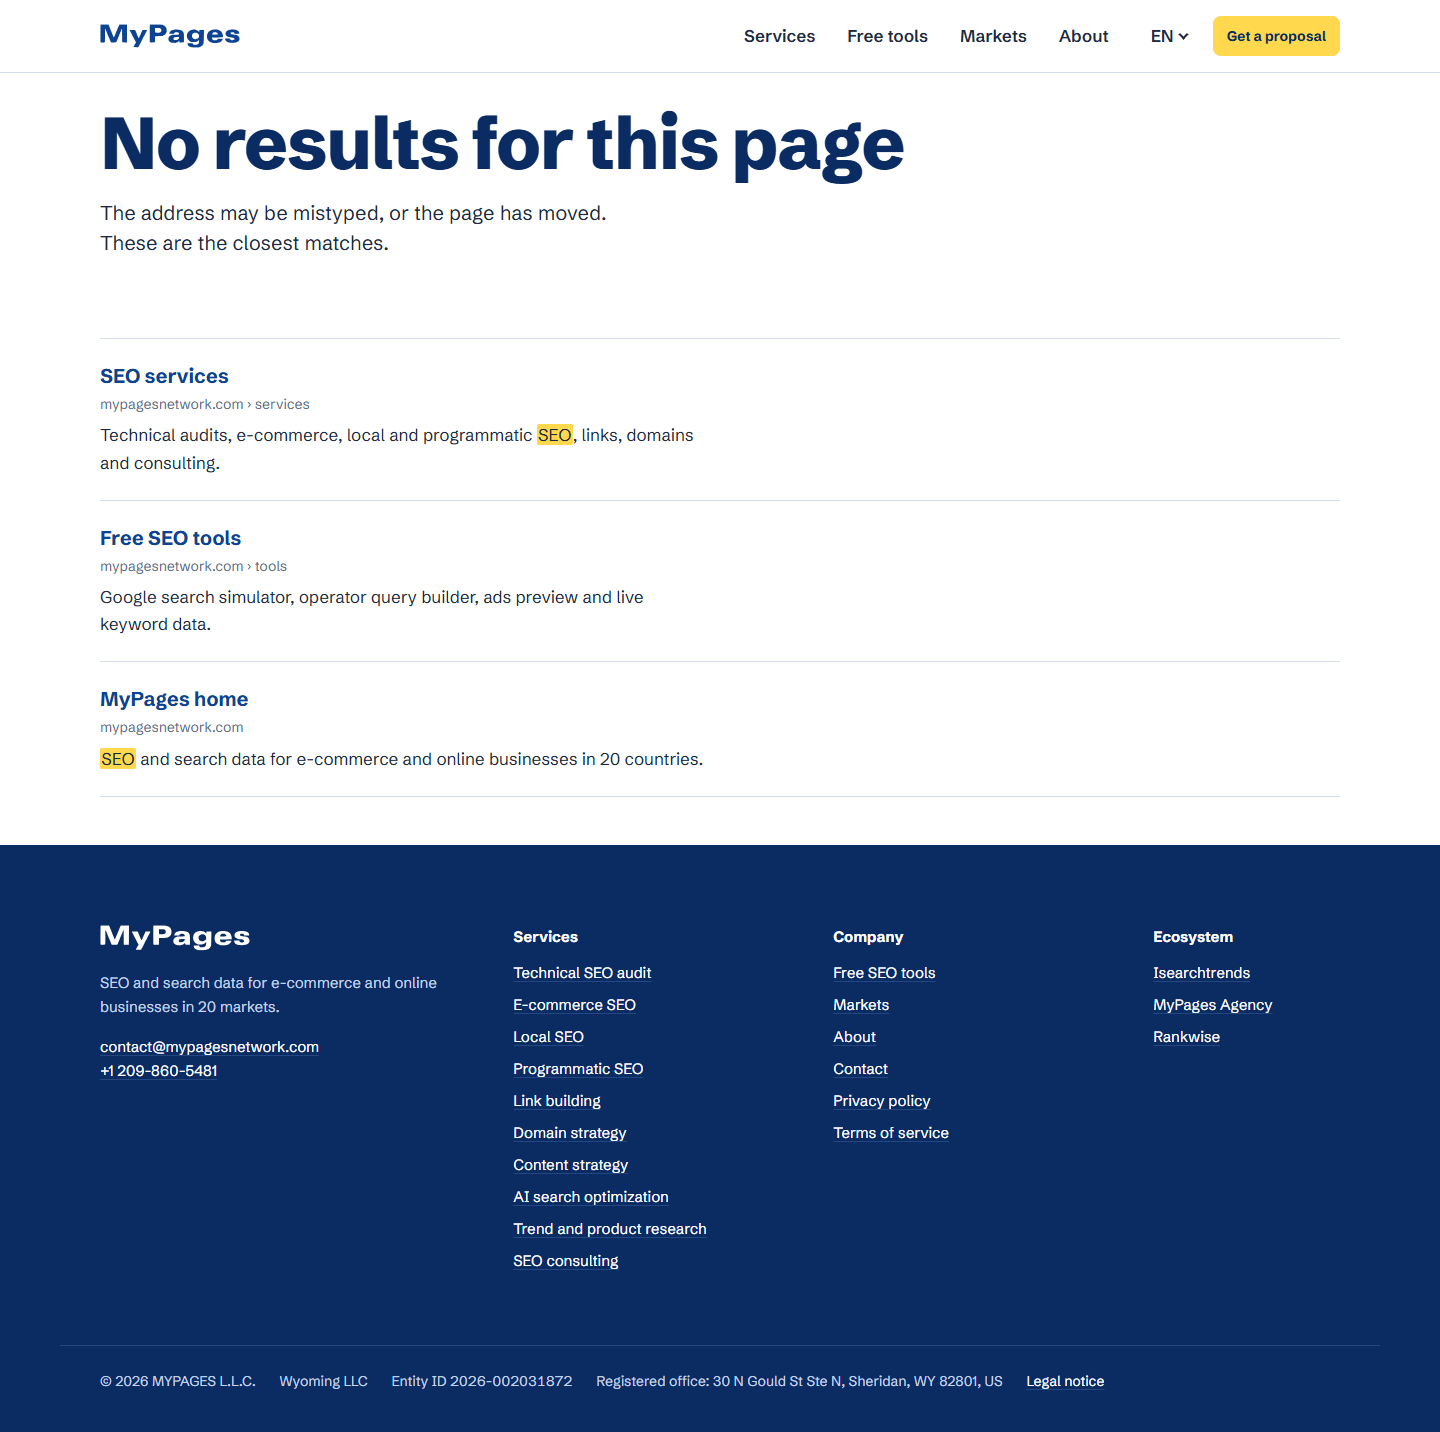 MyPages
Services
Free tools
Markets
About
EN
Get a proposal
No results for this page
The address may be mistyped, or the page has moved.
These are the closest matches.
SEO services
mypagesnetwork.com › services
Technical audits, e-commerce, local and programmatic SEO, links, domains
and consulting.
Free SEO tools
mypagesnetwork.com › tools
Google search simulator, operator query builder, ads preview and live
keyword data.
MyPages home
mypagesnetwork.com
SEO and search data for e-commerce and online businesses in 20 countries.
MyPages
SEO and search data for e-commerce and online
businesses in 20 markets.
contact@mypagesnetwork.com
+1 209-860-5481
Services
Technical SEO audit
E-commerce SEO
Local SEO
Programmatic SEO
Link building
Domain strategy
Content strategy
AI search optimization
Trend and product research
SEO consulting
Company
Free SEO tools
Markets
About
Contact
Privacy policy
Terms of service
Ecosystem
Isearchtrends
MyPages Agency
Rankwise
© 2026 MYPAGES L.L.C.
Wyoming LLC
Entity ID 2026-002031872
Registered office: 30 N Gould St Ste N, Sheridan, WY 82801, US
Legal notice